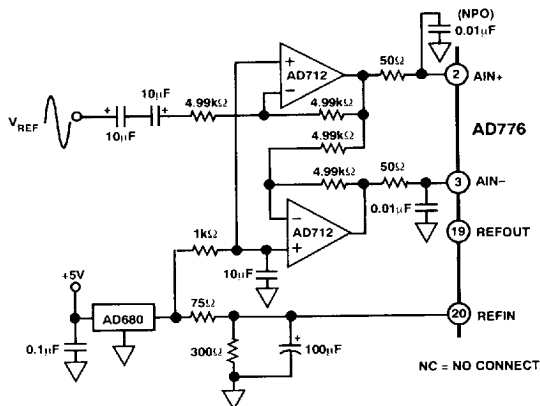 (NPO)
0.01µF
50Ω
2
AIN+
+
AD712
−
10µF
+
+
4.99kΩ
4.99kΩ
VREF
10µF
AD776
4.99kΩ
4.99kΩ
50Ω
3
AIN−
−
AD712
+
0.01µF
1kΩ
19
REFOUT
10µF
+5V
AD680
75Ω
20
REFIN
0.1µF
300Ω
+
100µF
NC = NO CONNECT